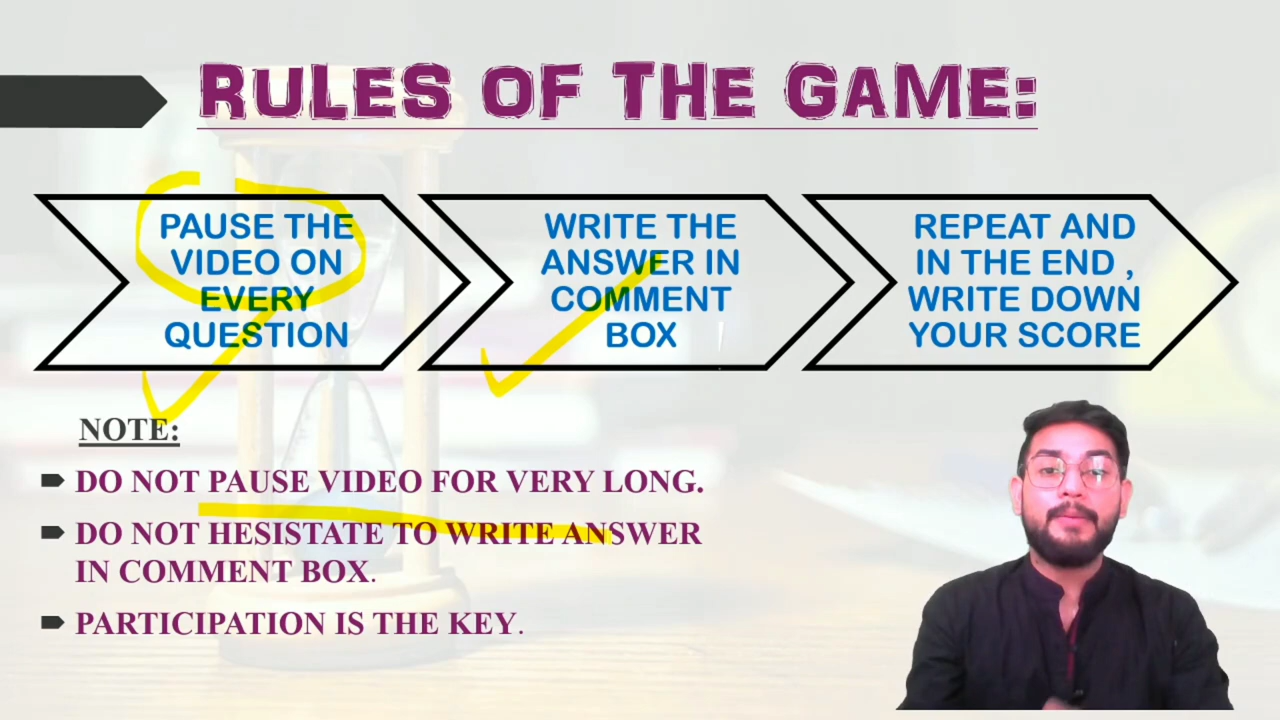 RULES OF THE GAME:
PAUSE THE
VIDEO ON
EVERY
QUESTION
WRITE THE
ANSWER IN
COMMENT
BOX
REPEAT AND
IN THE END ,
WRITE DOWN
YOUR SCORE
NOTE:
DO NOT PAUSE VIDEO FOR VERY LONG.
DO NOT HESISTATE TO WRITE ANSWER
IN COMMENT BOX.
PARTICIPATION IS THE KEY.